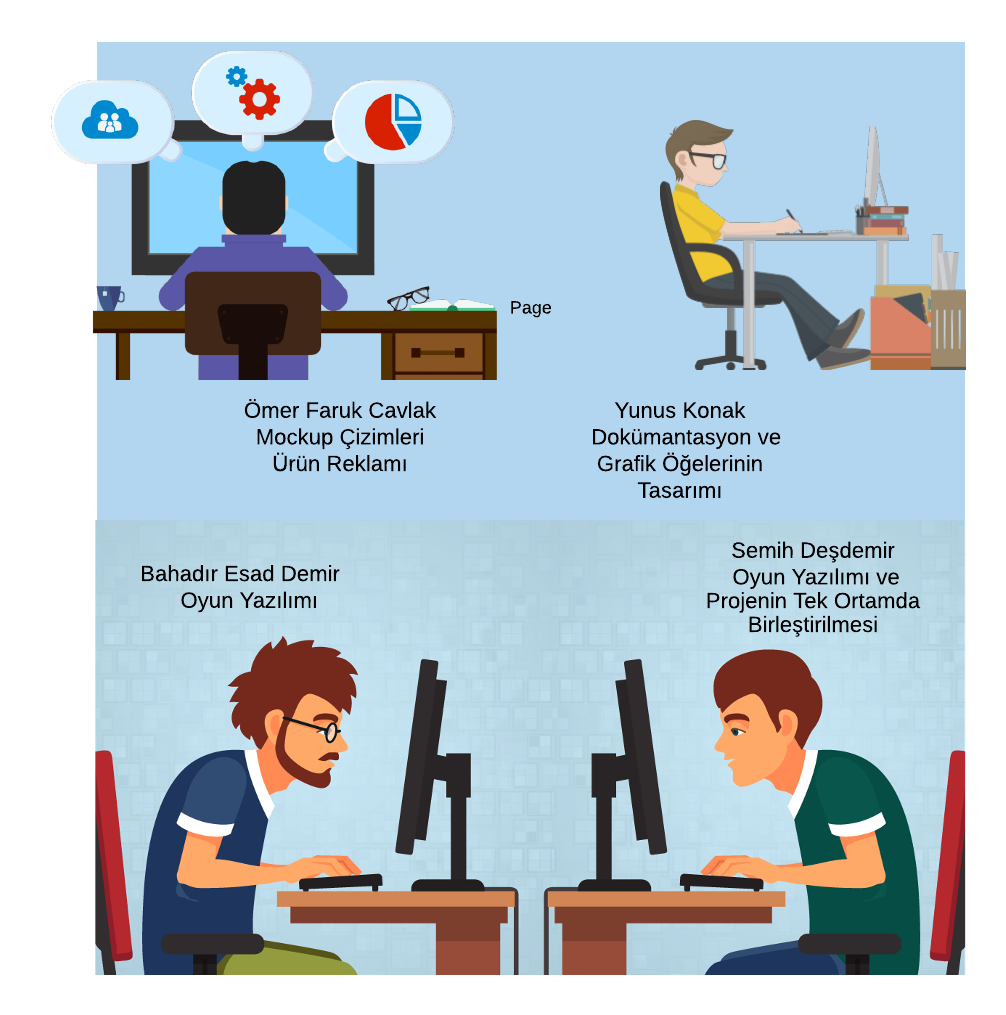 Page
Ömer Faruk Cavlak
Mockup Çizimleri
Ürün Reklamı
Yunus Konak
Dokümantasyon ve
Grafik Öğelerinin
Tasarımı
Bahadır Esad Demir
Oyun Yazılımı
Semih Deşdemir
Oyun Yazılımı ve
Projenin Tek Ortamda
Birleştirilmesi